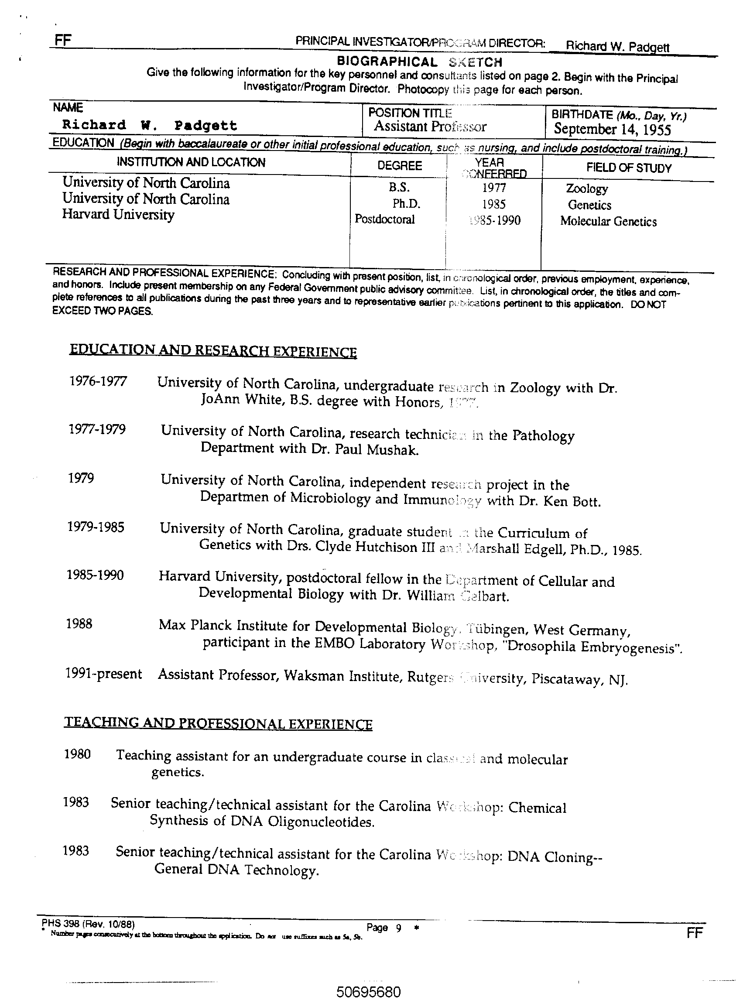 FF
PRINCIPAL INVESTIGATOR/PROGRAM DIRECTOR: Richard W. Padgett
BIOGRAPHICAL SKETCH
Give the following information for the key personnel and consultants listed on page 2. Begin with the Principal
Investigator/Program Director. Photocopy this page for each person.
NAME POSITION TITLE BIRTHDATE (Mo., Day, Yr.)
Richard W. Padgett Assistant Professor September 14, 1955
EDUCATION (Begin with baccalaureate or other initial professional education, such as nursing, and include postdoctoral training.)
INSTITUTION AND LOCATION DEGREE YEAR CONFERRED FIELD OF STUDY
University of North Carolina B.S. 1977 Zoology
University of North Carolina Ph.D. 1985 Genetics
Harvard University Postdoctoral 1985-1990 Molecular Genetics
RESEARCH AND PROFESSIONAL EXPERIENCE: Concluding with present position, list, in chronological order, previous employment, experience,
and honors. Include present membership on any Federal Government public advisory committee. List, in chronological order, the titles and com-
plete references to all publications during the past three years and to representative earlier publications pertinent to this application. DO NOT
EXCEED TWO PAGES.
EDUCATION AND RESEARCH EXPERIENCE
1976-1977 University of North Carolina, undergraduate research in Zoology with Dr.
JoAnn White, B.S. degree with Honors, 1977.
1977-1979 University of North Carolina, research technician in the Pathology
Department with Dr. Paul Mushak.
1979 University of North Carolina, independent research project in the
Departmen of Microbiology and Immunology with Dr. Ken Bott.
1979-1985 University of North Carolina, graduate student in the Curriculum of
Genetics with Drs. Clyde Hutchison III and Marshall Edgell, Ph.D., 1985.
1985-1990 Harvard University, postdoctoral fellow in the Department of Cellular and
Developmental Biology with Dr. William Gelbart.
1988 Max Planck Institute for Developmental Biology, Tübingen, West Germany,
participant in the EMBO Laboratory Workshop, "Drosophila Embryogenesis".
1991-present Assistant Professor, Waksman Institute, Rutgers University, Piscataway, NJ.
TEACHING AND PROFESSIONAL EXPERIENCE
1980 Teaching assistant for an undergraduate course in classical and molecular
genetics.
1983 Senior teaching/technical assistant for the Carolina Workshop: Chemical
Synthesis of DNA Oligonucleotides.
1983 Senior teaching/technical assistant for the Carolina Workshop: DNA Cloning--
General DNA Technology.
PHS 398 (Rev. 10/88) Page 9 * FF
* Number pages consecutively at the bottom throughout the application. Do not use suffixes such as 5a, 5b.
50695680